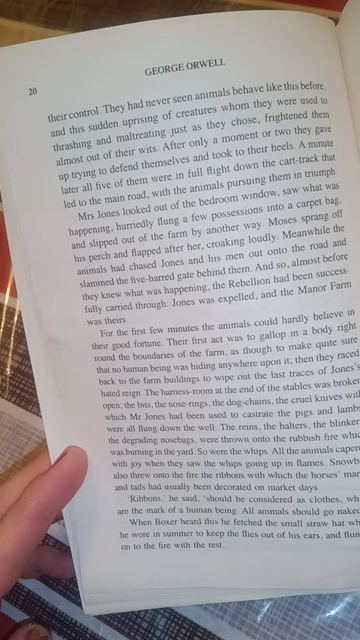 20
GEORGE ORWELL
their control. They had never seen animals behave like this before,
and this sudden uprising of creatures whom they were used to
thrashing and maltreating just as they chose, frightened them
almost out of their wits. After only a moment or two they gave
up trying to defend themselves and took to their heels. A minute
later all five of them were in full flight down the cart-track that
led to the main road, with the animals pursuing them in triumph.
Mrs Jones looked out of the bedroom window, saw what was
happening, hurriedly flung a few possessions into a carpet bag,
and slipped out of the farm by another way. Moses sprang off
his perch and flapped after her, croaking loudly. Meanwhile the
animals had chased Jones and his men out onto the road and
slammed the five-barred gate behind them. And so, almost before
they knew what was happening, the Rebellion had been success-
fully carried through: Jones was expelled, and the Manor Farm
was theirs.
For the first few minutes the animals could hardly believe in
their good fortune. Their first act was to gallop in a body right
round the boundaries of the farm, as though to make quite sure
that no human being was hiding anywhere upon it; then they raced
back to the farm buildings to wipe out the last traces of Jones's
hated reign. The harness-room at the end of the stables was broke
open; the bits, the nose-rings, the dog-chains, the cruel knives wit
which Mr Jones had been used to castrate the pigs and lamb
were all flung down the well. The reins, the halters, the blinker
the degrading nosebags, were thrown onto the rubbish fire whic
was burning in the yard. So were the whips. All the animals caper
with joy when they saw the whips going up in flames. Snowb
also threw onto the fire the ribbons with which the horses' man
and tails had usually been decorated on market days.
'Ribbons,' he said, 'should be considered as clothes, wh
are the mark of a human being. All animals should go nake
When Boxer heard this he fetched the small straw hat wh
he wore in summer to keep the flies out of his ears, and flun
on to the fire with the rest.